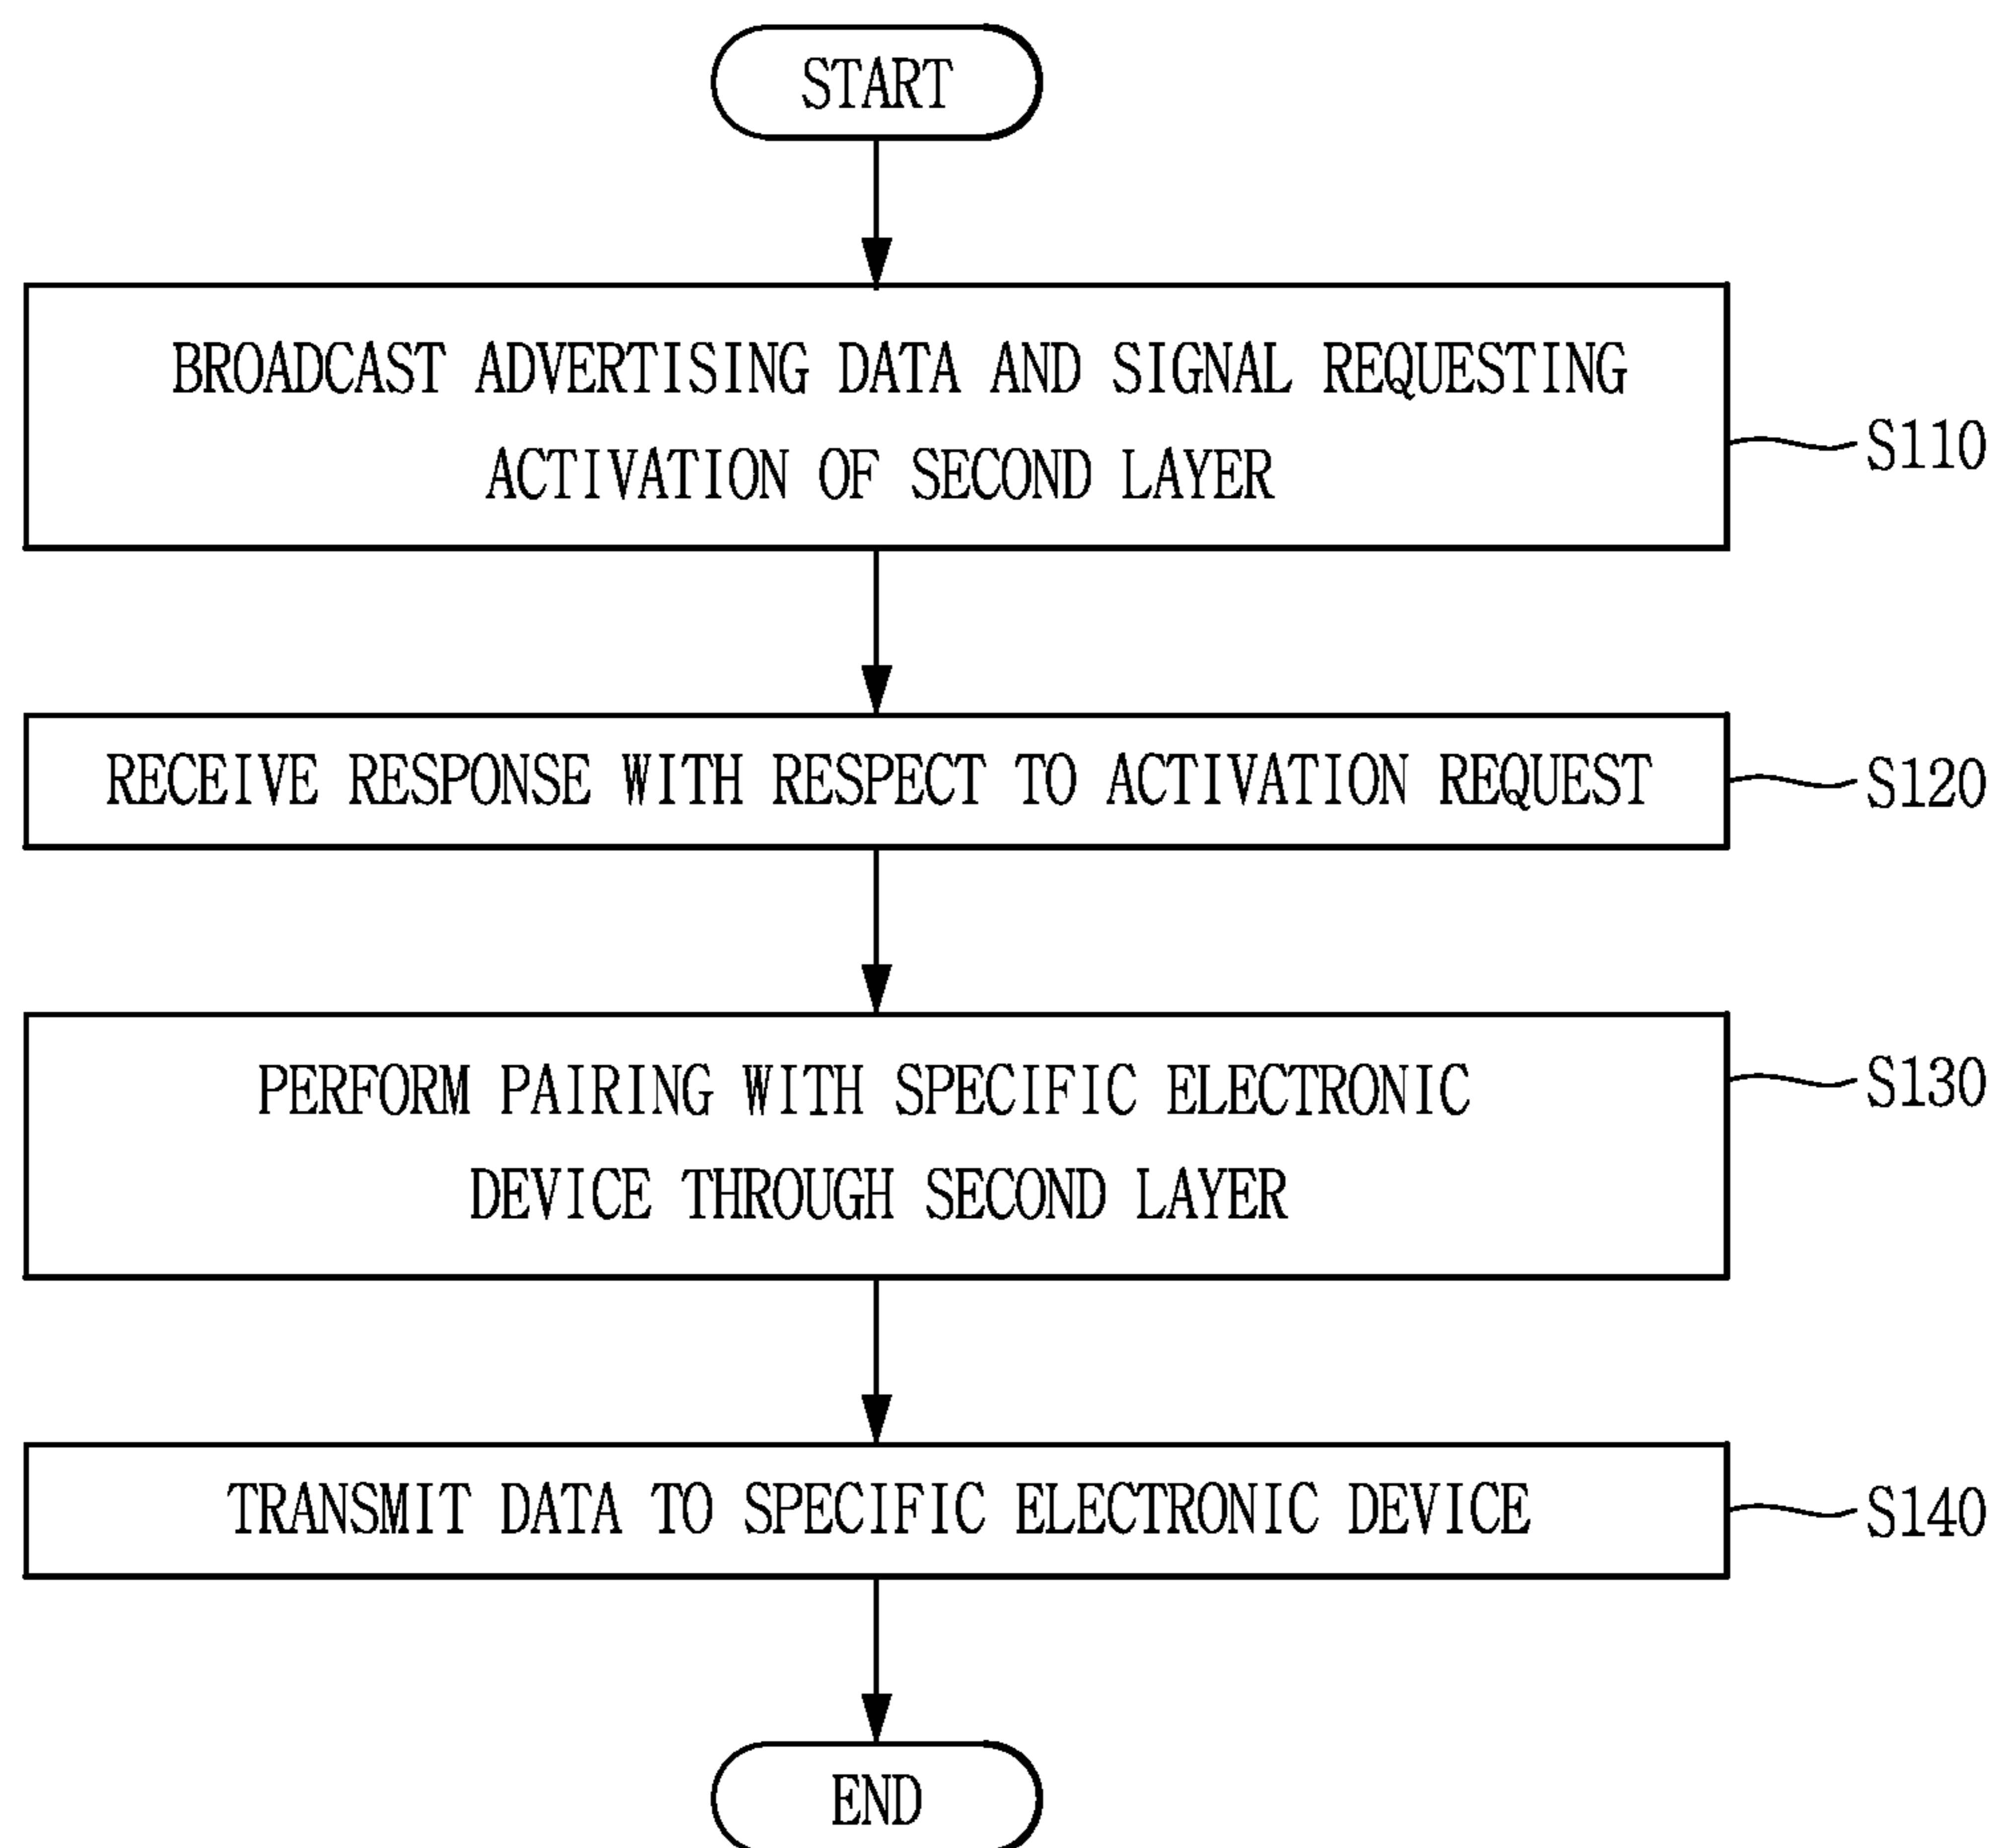 START
BROADCAST ADVERTISING DATA AND SIGNAL REQUESTING
ACTIVATION OF SECOND LAYER
S110
RECEIVE RESPONSE WITH RESPECT TO ACTIVATION REQUEST
S120
PERFORM PAIRING WITH SPECIFIC ELECTRONIC
DEVICE THROUGH SECOND LAYER
S130
TRANSMIT DATA TO SPECIFIC ELECTRONIC DEVICE
S140
END